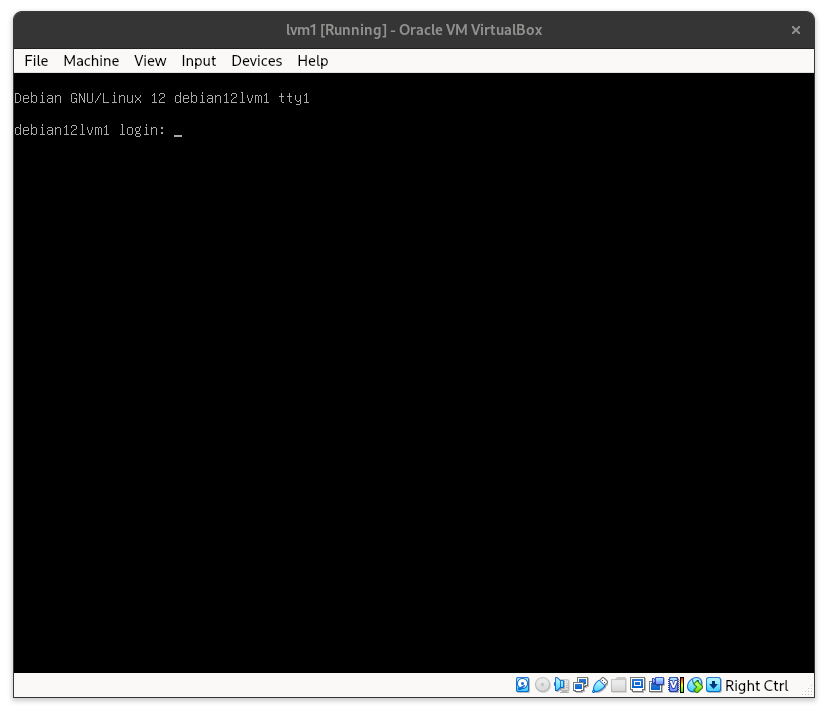 lvm1 [Running] - Oracle VM VirtualBox
File Machine View Input Devices Help
Debian GNU/Linux 12 debian12lvm1 tty1
debian12lvm1 login: _
Right Ctrl